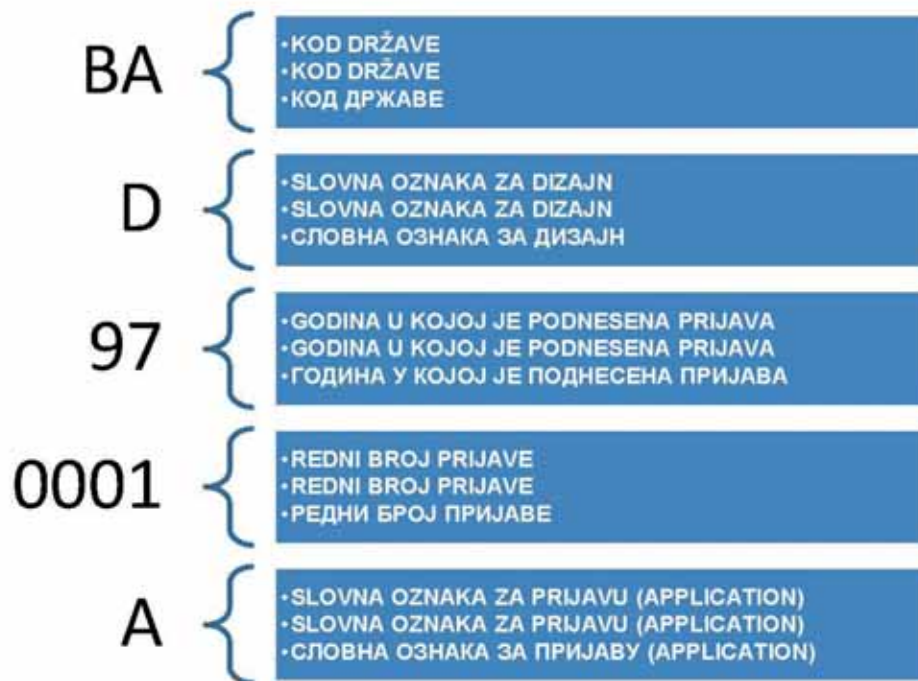 BA
•KOD DRŽAVE
•KOD DRŽAVE
•КОД ДРЖАВЕ
D
•SLOVNA OZNAKA ZA DIZAJN
•SLOVNA OZNAKA ZA DIZAJN
•СЛОВНА ОЗНАКА ЗА ДИЗАЈН
97
•GODINA U KOJOJ JE PODNESENA PRIJAVA
•GODINA U KOJOJ JE PODNESENA PRIJAVA
•ГОДИНА У КОЈОЈ ЈЕ ПОДНЕСЕНА ПРИЈАВА
0001
•REDNI BROJ PRIJAVE
•REDNI BROJ PRIJAVE
•РЕДНИ БРОЈ ПРИЈАВЕ
A
•SLOVNA OZNAKA ZA PRIJAVU (APPLICATION)
•SLOVNA OZNAKA ZA PRIJAVU (APPLICATION)
•СЛОВНА ОЗНАКА ЗА ПРИЈАВУ (APPLICATION)